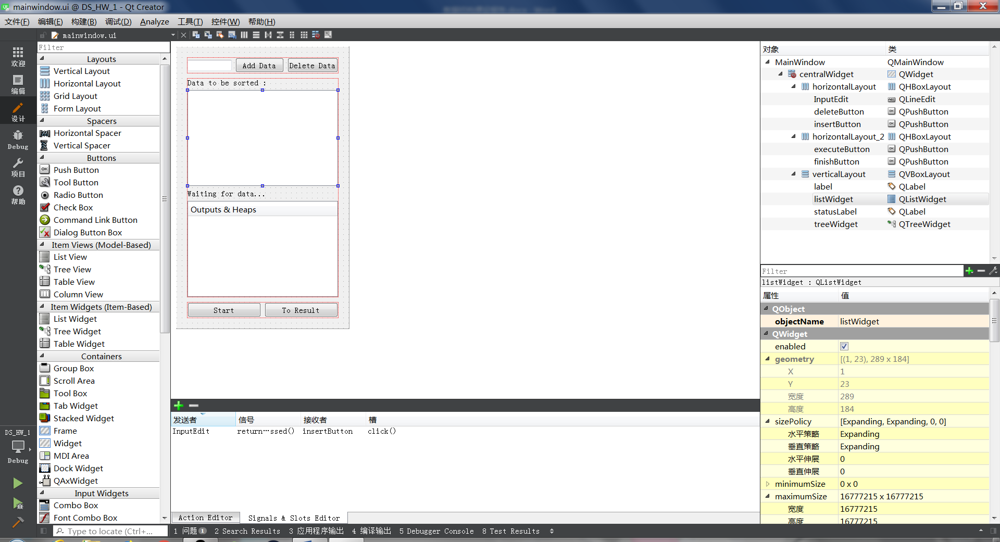 mainwindow.ui @ DS_HW_1 - Qt Creator
文件(F) 编辑(E) 构建(B) 调试(D) Analyze 工具(T) 控件(W) 帮助(H)
mainwindow.ui
欢迎
编辑
设计
Debug
项目
帮助
DS_HW_1
Debug
Filter
Layouts
Vertical Layout
Horizontal Layout
Grid Layout
Form Layout
Spacers
Horizontal Spacer
Vertical Spacer
Buttons
Push Button
Tool Button
Radio Button
Check Box
Command Link Button
Dialog Button Box
Item Views (Model-Based)
List View
Tree View
Table View
Column View
Item Widgets (Item-Based)
List Widget
Tree Widget
Table Widget
Containers
Group Box
Scroll Area
Tool Box
Tab Widget
Stacked Widget
Frame
Widget
MDI Area
Dock Widget
QAxWidget
Input Widgets
Combo Box
Font Combo Box
Add Data Delete Data
Data to be sorted :
Waiting for data...
Outputs & Heaps
Start To Result
发送者 信号 接收者 槽
InputEdit return…ssed() insertButton click()
Action Editor Signals & Slots Editor
对象 类
MainWindow QMainWindow
centralWidget QWidget
horizontalLayout QHBoxLayout
InputEdit QLineEdit
deleteButton QPushButton
insertButton QPushButton
horizontalLayout_2 QHBoxLayout
executeButton QPushButton
finishButton QPushButton
verticalLayout QVBoxLayout
label QLabel
listWidget QListWidget
statusLabel QLabel
treeWidget QTreeWidget
Filter
listWidget : QListWidget
属性 值
QObject
objectName listWidget
QWidget
enabled
geometry [(1, 23), 289 x 184]
X 1
Y 23
宽度 289
高度 184
sizePolicy [Expanding, Expanding, 0, 0]
水平策略 Expanding
垂直策略 Expanding
水平伸展 0
垂直伸展 0
minimumSize 0 x 0
maximumSize 16777215 x 16777215
宽度 16777215
高度 16777215
Type to locate (Ctrl+... 1 问题 1 2 Search Results 3 应用程序输出 4 编译输出 5 Debugger Console 8 Test Results